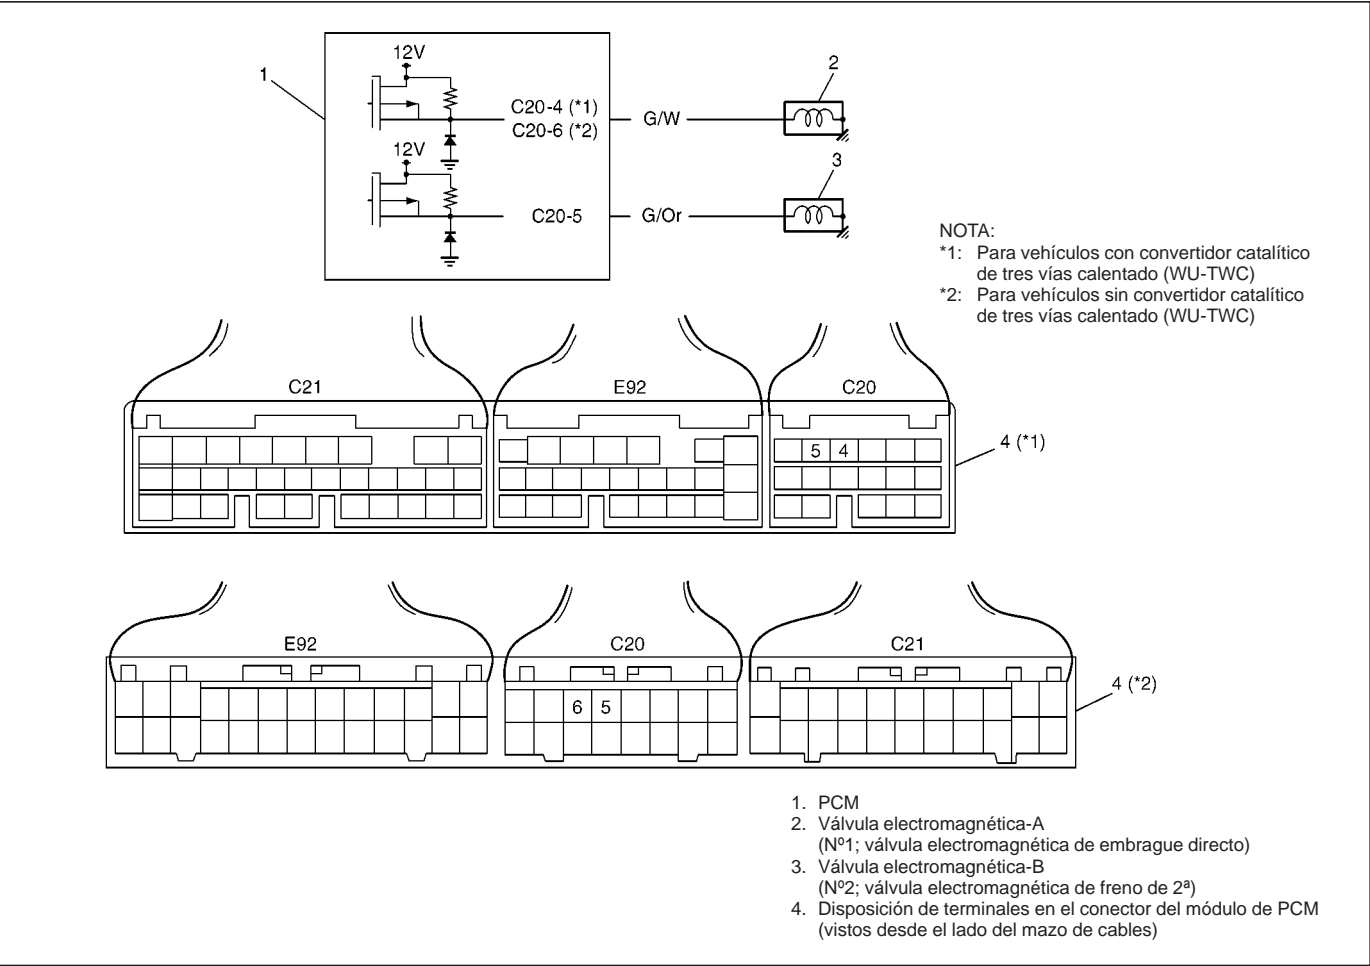 12V
1
C20-4 (*1)
C20-6 (*2)
G/W
2
12V
C20-5
G/Or
3
NOTA:
*1: Para vehículos con convertidor catalítico
de tres vías calentado (WU-TWC)
*2: Para vehículos sin convertidor catalítico
de tres vías calentado (WU-TWC)
C21
E92
C20
5 4
4 (*1)
E92
C20
C21
6 5
4 (*2)
1. PCM
2. Válvula electromagnética-A
(Nº1; válvula electromagnética de embrague directo)
3. Válvula electromagnética-B
(Nº2; válvula electromagnética de freno de 2ª)
4. Disposición de terminales en el conector del módulo de PCM
(vistos desde el lado del mazo de cables)